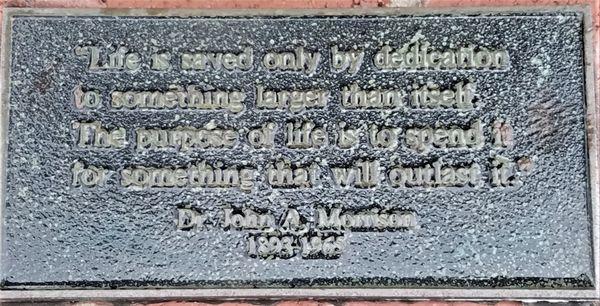 "Life is saved only by dedication
to something larger than itself.
The purpose of life is to spend it
for something that will outlast it."
Dr. John A. Morrison
1893-1965